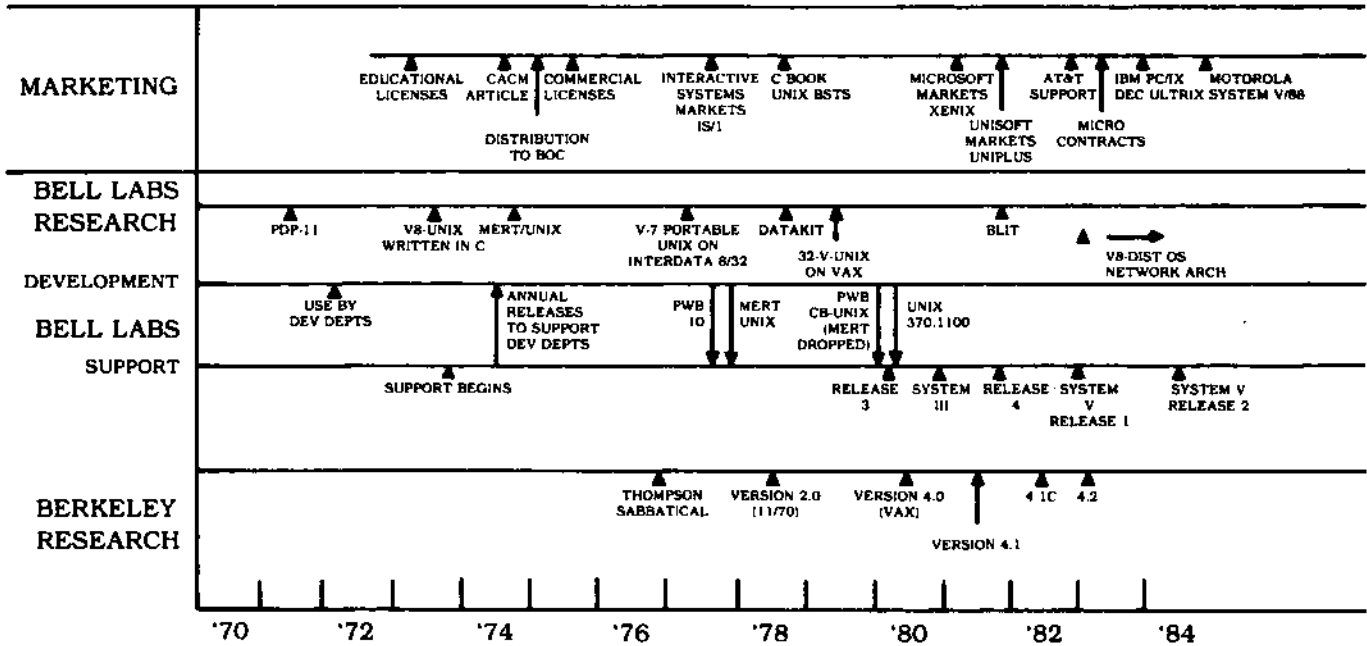 MARKETING
EDUCATIONAL
LICENSES
CACM
ARTICLE
DISTRIBUTION
TO BOC
COMMERCIAL
LICENSES
INTERACTIVE
SYSTEMS
MARKETS
IS/1
C BOOK
UNIX BSTS
MICROSOFT
MARKETS
XENIX
UNISOFT
MARKETS
UNIPLUS
AT&T
SUPPORT
MICRO
CONTRACTS
IBM PC/IX
DEC ULTRIX
MOTOROLA
SYSTEM V/88
BELL LABS
RESEARCH
PDP-11
V8-UNIX
WRITTEN IN C
MERT/UNIX
V-7 PORTABLE
UNIX ON
INTERDATA 8/32
DATAKIT
32-V-UNIX
ON VAX
BLIT
V8-DIST OS
NETWORK ARCH
DEVELOPMENT
USE BY
DEV DEPTS
ANNUAL
RELEASES
TO SUPPORT
DEV DEPTS
PWB
10
MERT
UNIX
PWB
CB-UNIX
(MERT
DROPPED)
UNIX
370.1100
BELL LABS
SUPPORT
SUPPORT BEGINS
RELEASE
3
SYSTEM
III
RELEASE
4
SYSTEM
V
RELEASE 1
SYSTEM V
RELEASE 2
BERKELEY
RESEARCH
THOMPSON
SABBATICAL
VERSION 2.0
(11/70)
VERSION 4.0
(VAX)
VERSION 4.1
4 1C
4.2
'70 '72 '74 '76 '78 '80 '82 '84